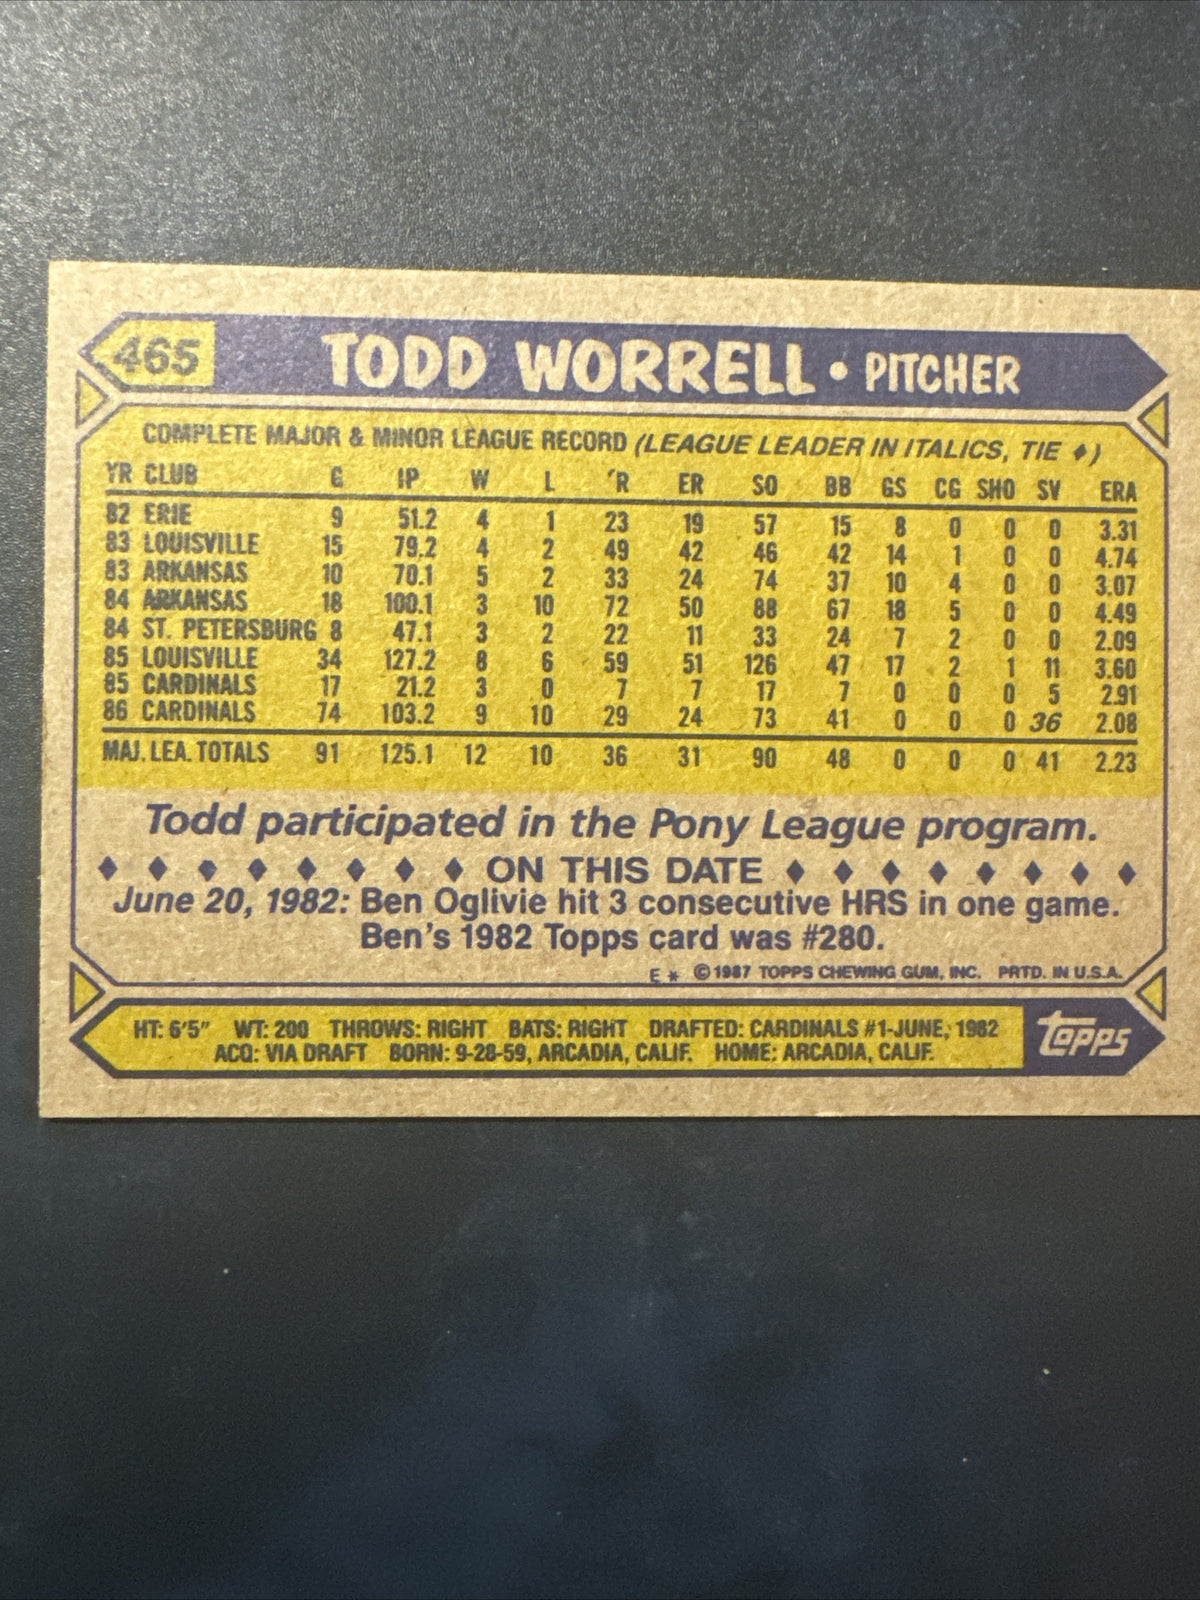 465 TODD WORRELL • PITCHER
COMPLETE MAJOR & MINOR LEAGUE RECORD (LEAGUE LEADER IN ITALICS, TIE ♦)
YR CLUB G IP W L 'R ER SO BB GS CG SHO SV ERA
82 ERIE 9 51.2 4 1 23 19 57 15 8 0 0 0 3.31
83 LOUISVILLE 15 79.2 4 2 49 42 46 42 14 1 0 0 4.74
83 ARKANSAS 10 70.1 5 2 33 24 74 37 10 4 0 0 3.07
84 ARKANSAS 18 100.1 3 10 72 50 88 67 18 5 0 0 4.49
84 ST. PETERSBURG 8 47.1 3 2 22 11 33 24 7 2 0 0 2.09
85 LOUISVILLE 34 127.2 8 6 59 51 126 47 17 2 1 11 3.60
85 CARDINALS 17 21.2 3 0 7 7 17 7 0 0 0 5 2.91
86 CARDINALS 74 103.2 9 10 29 24 73 41 0 0 0 36 2.08
MAJ. LEA. TOTALS 91 125.1 12 10 36 31 90 48 0 0 0 41 2.23
Todd participated in the Pony League program.
♦ ♦ ♦ ♦ ♦ ♦ ♦ ♦ ON THIS DATE ♦ ♦ ♦ ♦ ♦ ♦ ♦ ♦
June 20, 1982: Ben Oglivie hit 3 consecutive HRS in one game.
Ben's 1982 Topps card was #280.
E * © 1987 TOPPS CHEWING GUM, INC. PRTD. IN U.S.A.
HT: 6'5" WT: 200 THROWS: RIGHT BATS: RIGHT DRAFTED: CARDINALS #1-JUNE, 1982
ACQ: VIA DRAFT BORN: 9-28-59, ARCADIA, CALIF. HOME: ARCADIA, CALIF.
topps